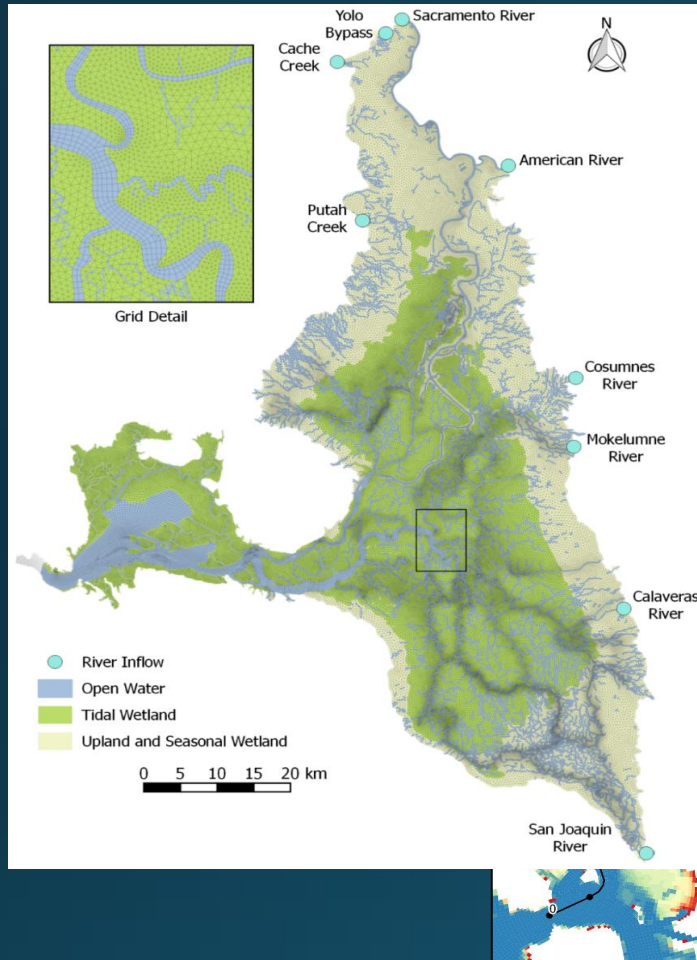 Yolo
Bypass
Sacramento River
Cache
Creek
N
American River
Putah
Creek
Grid Detail
Cosumnes
River
Mokelumne
River
Calaveras
River
River Inflow
Open Water
Tidal Wetland
Upland and Seasonal Wetland
0 5 10 15 20 km
San Joaquin
River
0